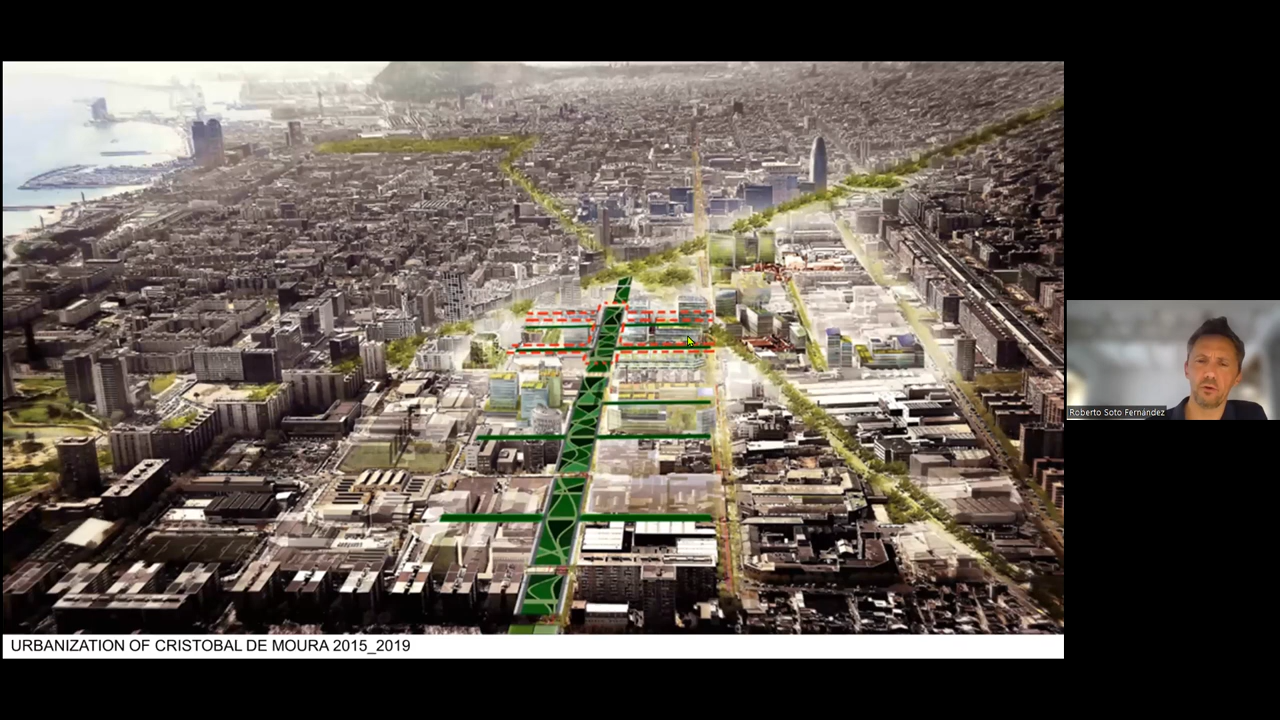 URBANIZATION OF CRISTOBAL DE MOURA 2015_2019
Roberto Soto Fernández